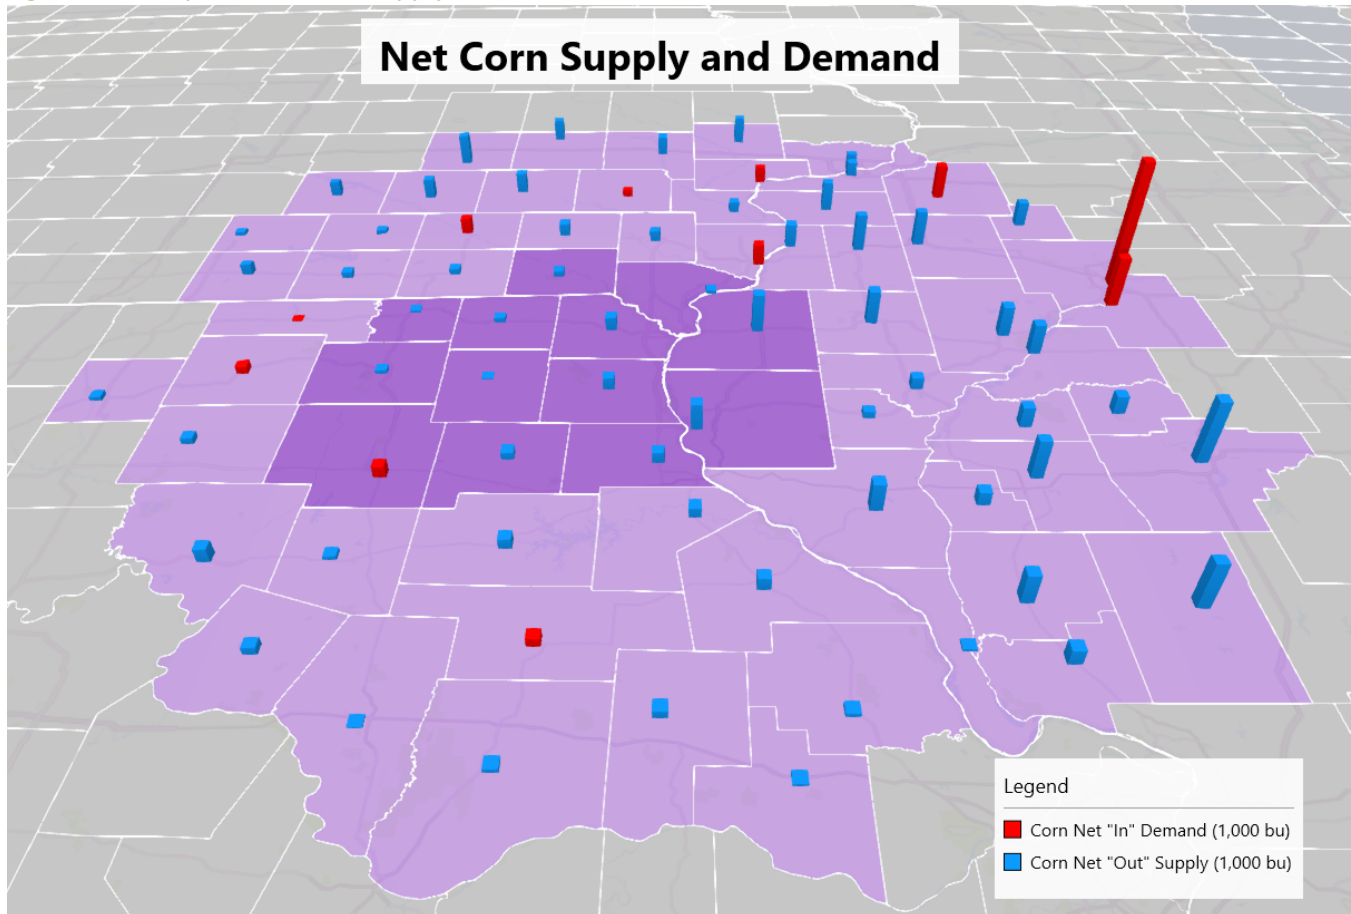 Net Corn Supply and Demand
Legend
Corn Net "In" Demand (1,000 bu)
Corn Net "Out" Supply (1,000 bu)